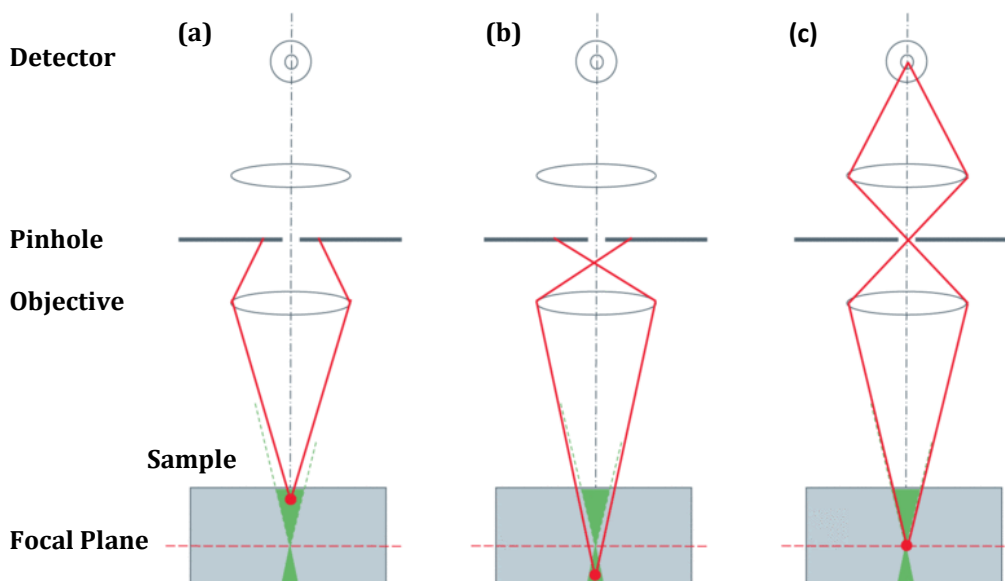 (a) (b) (c)
Detector
Pinhole
Objective
Sample
Focal Plane